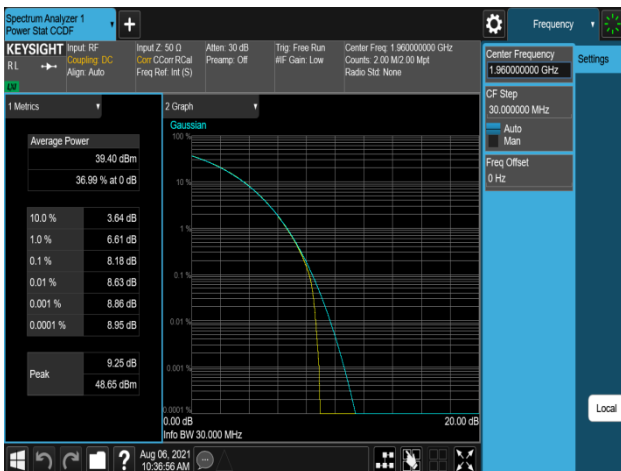 Spectrum Analyzer 1
Power Stat CCDF
+
Frequency
KEYSIGHT
RL
LXI
Input: RF
Coupling: DC
Align: Auto
Input Z: 50 Ω
Corr CCorr RCal
Freq Ref: Int (S)
Atten: 30 dB
Preamp: Off
Trig: Free Run
#IF Gain: Low
Center Freq: 1.960000000 GHz
Counts: 2.00 M/2.00 Mpt
Radio Std: None
Center Frequency
1.960000000 GHz
Settings
CF Step
30.000000 MHz
Auto
Man
Freq Offset
0 Hz
1 Metrics
Average Power
39.40 dBm
36.99 % at 0 dB
10.0 % 3.64 dB
1.0 % 6.61 dB
0.1 % 8.18 dB
0.01 % 8.63 dB
0.001 % 8.86 dB
0.0001 % 8.95 dB
Peak
9.25 dB
48.65 dBm
2 Graph
Gaussian
100 %
10 %
1 %
0.1 %
0.01 %
0.001 %
0.0001 %
0.00 dB 20.00 dB
Info BW 30.000 MHz
Local
?
Aug 06, 2021
10:36:56 AM